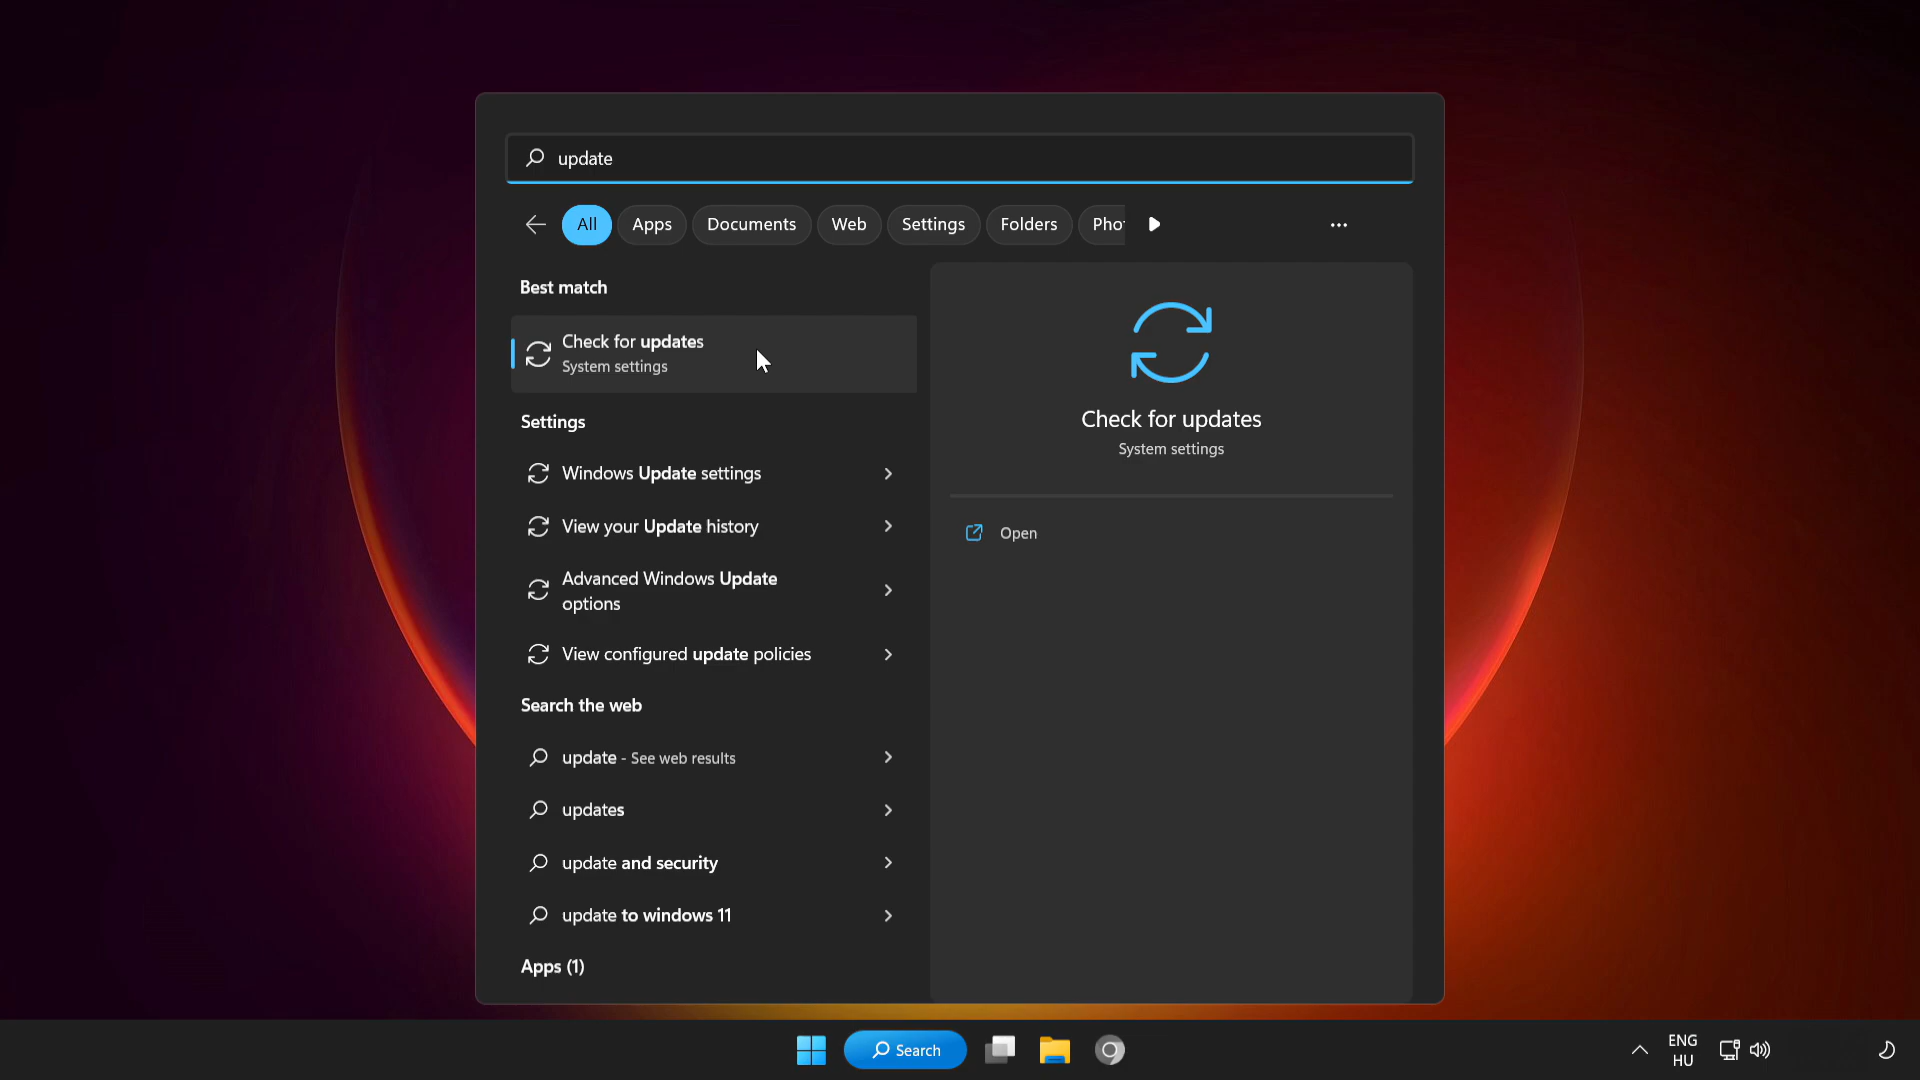 update
All
Apps
Documents
Web
Settings
Folders
Pho
Best match
Check for updates
System settings
Settings
Windows Update settings
View your Update history
Advanced Windows Update
options
View configured update policies
Search the web
update - See web results
updates
update and security
update to windows 11
Apps (1)
Check for updates
System settings
Open
Search
ENG
HU